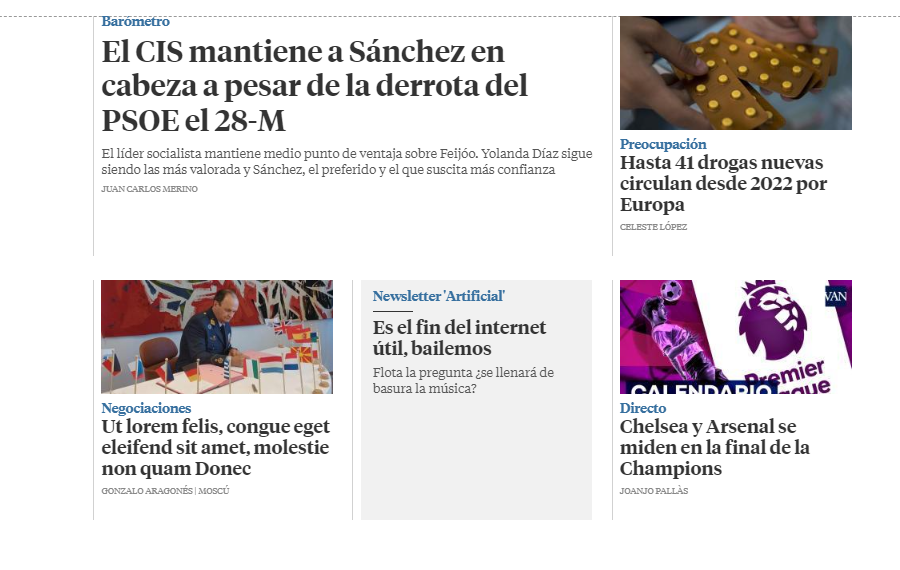 Barómetro
El CIS mantiene a Sánchez en
cabeza a pesar de la derrota del
PSOE el 28-M
El líder socialista mantiene medio punto de ventaja sobre Feijóo. Yolanda Díaz sigue
siendo las más valorada y Sánchez, el preferido y el que suscita más confianza
JUAN CARLOS MERINO
Preocupación
Hasta 41 drogas nuevas
circulan desde 2022 por
Europa
CELESTE LÓPEZ
Negociaciones
Ut lorem felis, congue eget
eleifend sit amet, molestie
non quam Donec
GONZALO ARAGONÉS | MOSCÚ
Newsletter 'Artificial'
Es el fin del internet
útil, bailemos
Flota la pregunta ¿se llenará de
basura la música?
VAN
Premier
ague
CALENDARIO
Directo
Chelsea y Arsenal se
miden en la final de la
Champions
JOANJO PALLÀS